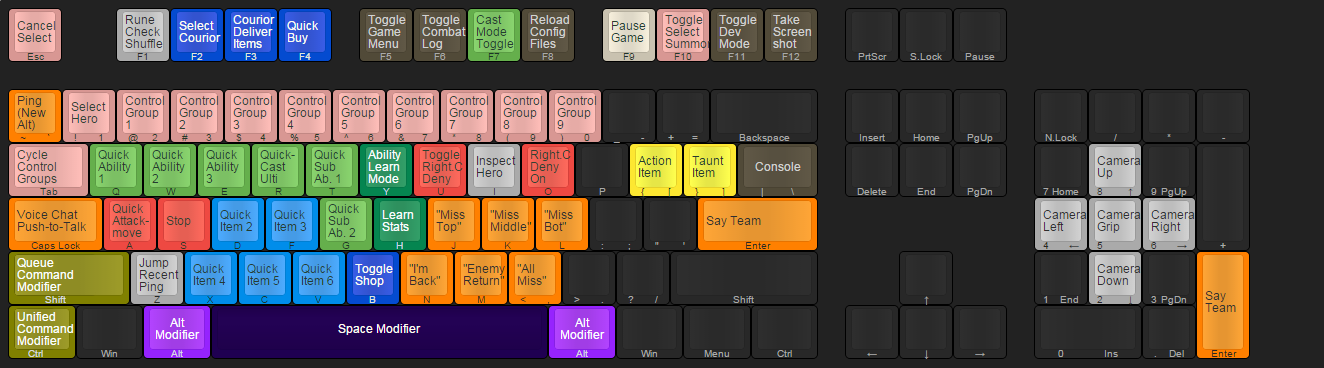 Cancel
Select
Esc
Rune
Check
Shuffle
F1
Select
Courior
F2
Courior
Deliver
Items
F3
Quick
Buy
F4
Toggle
Game
Menu
F5
Toggle
Combat
Log
F6
Cast
Mode
Toggle
F7
Reload
Config
Files
F8
Pause
Game
F9
Toggle
Select
Summon
F10
Toggle
Dev
Mode
F11
Take
Screen
shot
F12
PrtScr
S.Lock
Pause
Ping
(New
Alt)
~ `
Select
Hero
! 1
Control
Group
1
@ 2
Control
Group
2
# 3
Control
Group
3
$ 4
Control
Group
4
% 5
Control
Group
5
^ 6
Control
Group
6
& 7
Control
Group
7
* 8
Control
Group
8
( 9
Control
Group
9
) 0
_ -
+ =
Backspace
Insert
Home
PgUp
N.Lock
/
*
-
Cycle
Control
Groups
Tab
Quick
Ability
1
Q
Quick
Ability
2
W
Quick
Ability
3
E
Quick-
Cast
Ulti
R
Quick
Sub
Ab. 1
T
Ability
Learn
Mode
Y
Toggle
Right.C
Deny
U
Inspect
Hero
I
Right.C
Deny
On
O
P
Action
Item
{ [
Taunt
Item
} ]
Console
| \
Delete
End
PgDn
7 Home
Camera
Up
8 ↑
9 PgUp
Voice Chat
Push-to-Talk
Caps Lock
Quick
Attack-
move
A
Stop
S
Quick
Item 2
D
Quick
Item 3
F
Quick
Sub
Ab. 2
G
Learn
Stats
H
"Miss
Top"
J
"Miss
Middle"
K
"Miss
Bot"
L
: ;
" '
Say Team
Enter
Camera
Left
4 ←
Camera
Grip
5
Camera
Right
6 →
+
Queue
Command
Modifier
Shift
Jump
Recent
Ping
Z
Quick
Item 4
X
Quick
Item 5
C
Quick
Item 6
V
Toggle
Shop
B
"I'm
Back"
N
"Enemy
Return"
M
"All
Miss"
< ,
> .
? /
Shift
↑
1 End
Camera
Down
2 ↓
3 PgDn
Say
Team
Enter
Unified
Command
Modifier
Ctrl
Win
Alt
Modifier
Alt
Space Modifier
Alt
Modifier
Alt
Win
Menu
Ctrl
←
↓
→
0 Ins
. Del